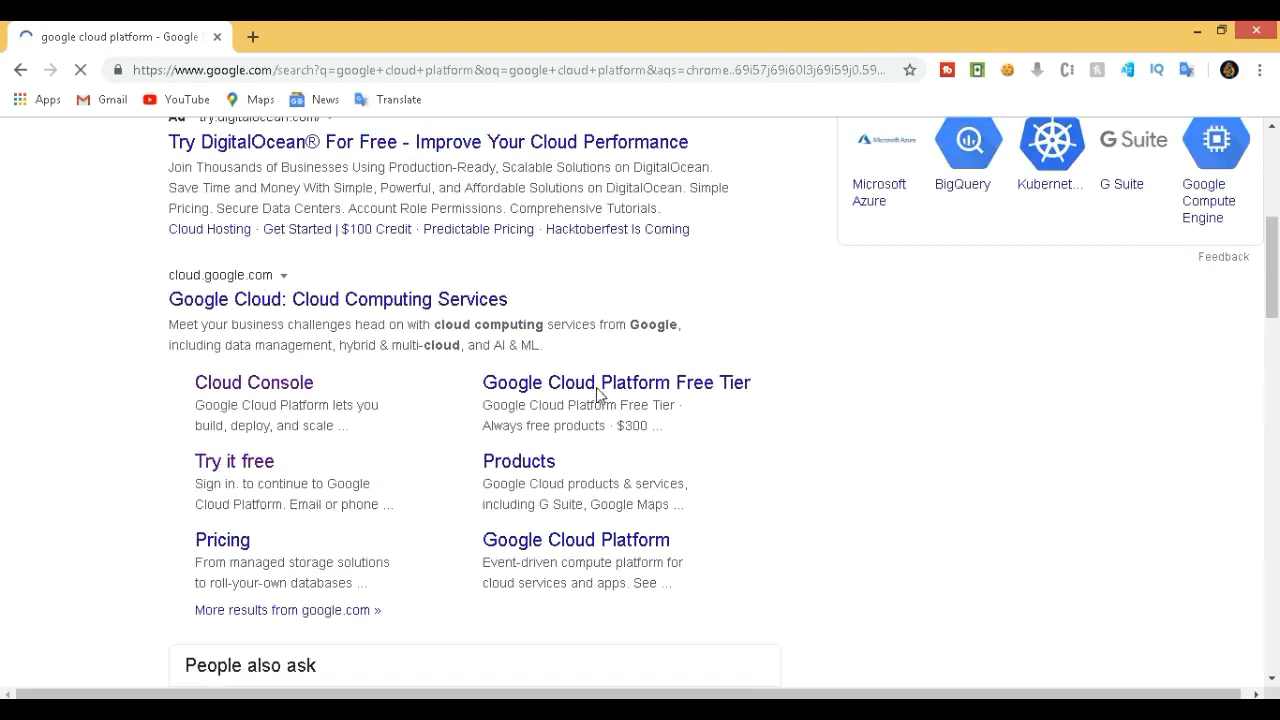 google cloud platform - Google
https://www.google.com/search?q=google+cloud+platform&oq=google+cloud+platform&aqs=chrome..69i57j69i60l3j69i59j0.59...
Apps Gmail YouTube Maps News Translate
Ad · try.digitalocean.com/
Try DigitalOcean® For Free - Improve Your Cloud Performance
Join Thousands of Businesses Using Production-Ready, Scalable Solutions on DigitalOcean.
Save Time and Money With Simple, Powerful, and Affordable Solutions on DigitalOcean. Simple
Pricing. Secure Data Centers. Account Role Permissions. Comprehensive Tutorials.
Cloud Hosting · Get Started | $100 Credit · Predictable Pricing · Hacktoberfest Is Coming
cloud.google.com
Google Cloud: Cloud Computing Services
Meet your business challenges head on with cloud computing services from Google,
including data management, hybrid & multi-cloud, and AI & ML.
Cloud Console
Google Cloud Platform lets you
build, deploy, and scale ...
Google Cloud Platform Free Tier
Google Cloud Platform Free Tier ·
Always free products · $300 ...
Try it free
Sign in. to continue to Google
Cloud Platform. Email or phone ...
Products
Google Cloud products & services,
including G Suite, Google Maps ...
Pricing
From managed storage solutions
to roll-your-own databases ...
Google Cloud Platform
Event-driven compute platform for
cloud services and apps. See ...
More results from google.com »
People also ask
Microsoft Azure
G Suite
Microsoft
Azure
BigQuery
Kubernet...
G Suite
Google
Compute
Engine
Feedback